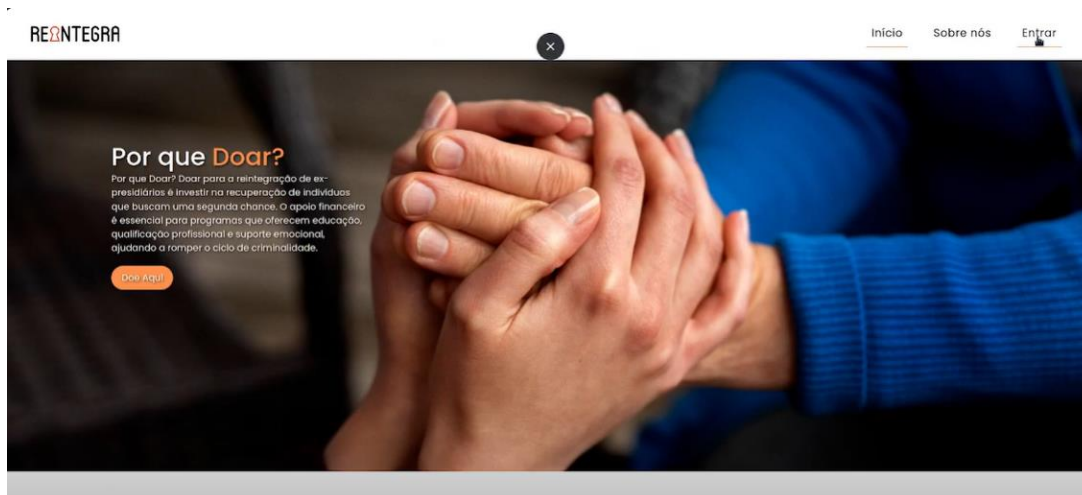 REINTEGRA
Início
Sobre nós
Entrar
Por que Doar?
Por que Doar? Doar para a reintegração de ex-
presidiários é investir na recuperação de indivíduos
que buscam uma segunda chance. O apoio financeiro
é essencial para programas que oferecem educação,
qualificação profissional e suporte emocional,
ajudando a romper o ciclo de criminalidade.
Doe Aqui!